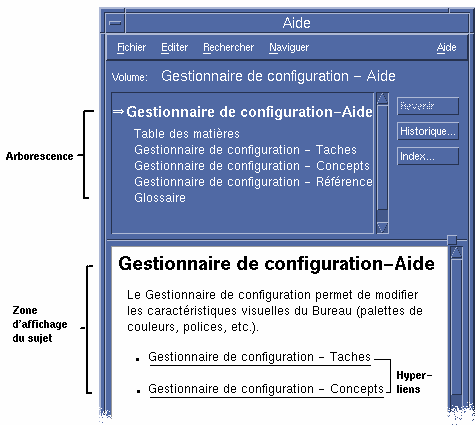 Aide
Fichier Editer Rechercher Naviguer Aide
Volume: Gestionnaire de configuration – Aide
⇒Gestionnaire de configuration–Aide
Table des matières
Gestionnaire de configuration – Taches
Gestionnaire de configuration – Concepts
Gestionnaire de configuration – Référence
Glossaire
Revenir
Historique...
Index...
Arborescence
Gestionnaire de configuration–Aide
Le Gestionnaire de configuration permet de modifier
les caractéristiques visuelles du Bureau (palettes de
couleurs, polices, etc.).
• Gestionnaire de configuration – Taches
• Gestionnaire de configuration – Concepts
Zone
d'affichage
du sujet
Hyper–
liens